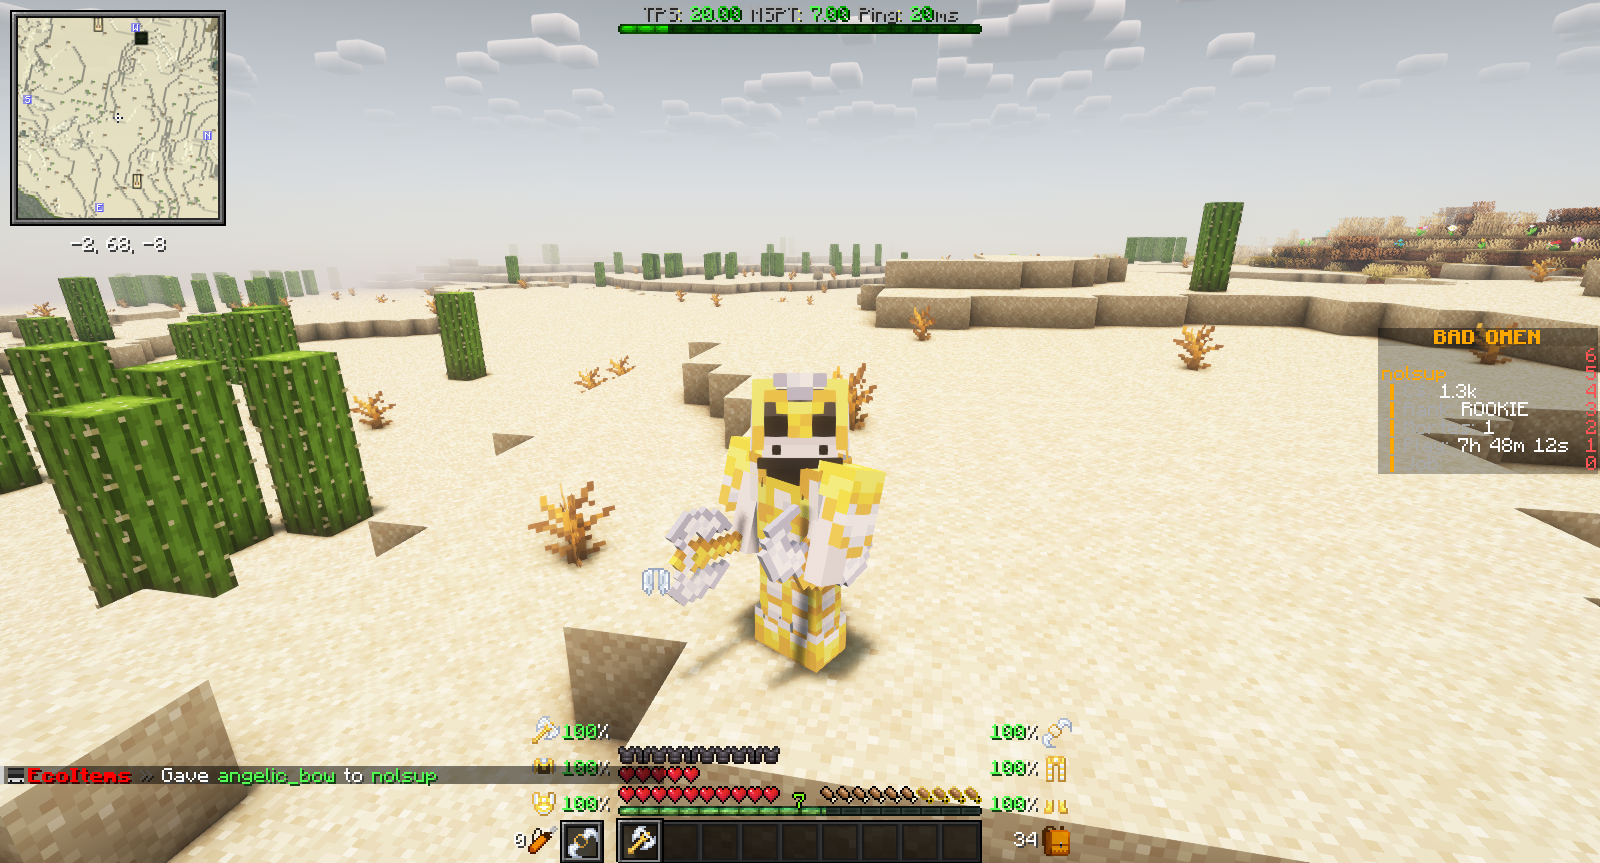 TPS: 20.00 MSPT: 7.00 Ping: 20ms
W
S
N
E
-2, 68, -8
BAD OMEN
6
nolsup 5
1.3k 4
ROOKIE 3
1 2
7h 48m 12s 1
0
100% 100%
EcoItems » Gave angelic_bow to nolsup
100% 100%
100% 7 100%
0 34